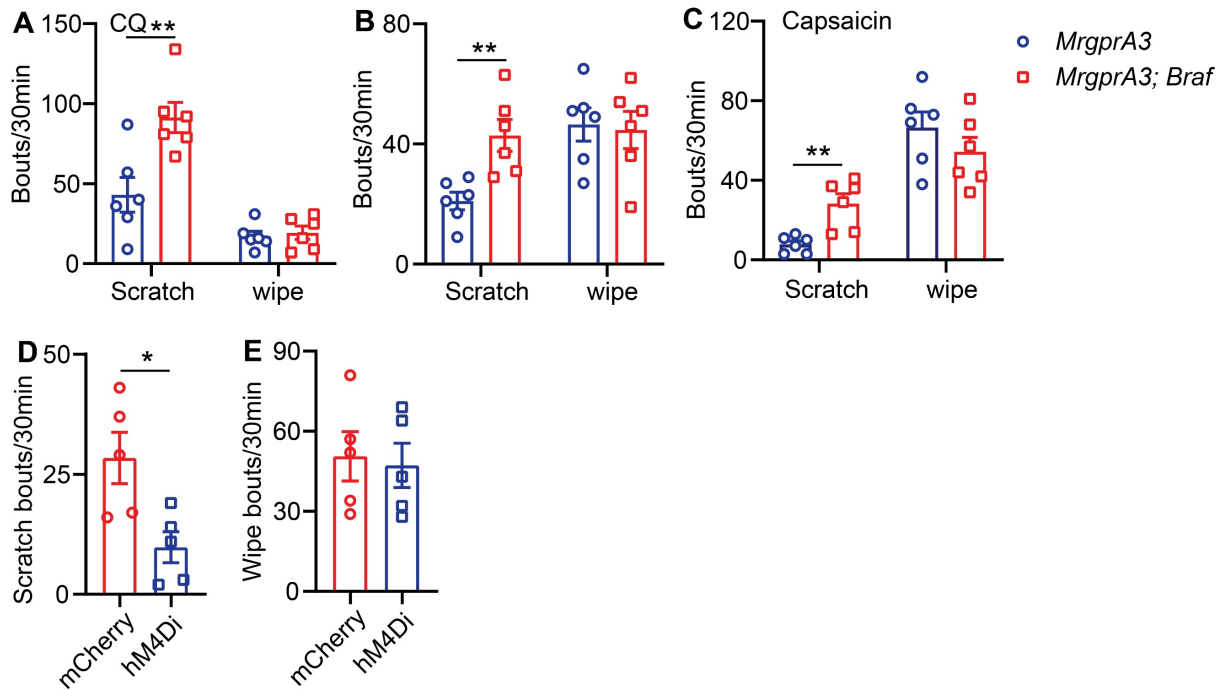 A
CQ **
Bouts/30min
150
100
50
0
Scratch wipe
B
**
Bouts/30min
80
40
0
Scratch wipe
C
Capsaicin
**
Bouts/30min
120
80
40
0
Scratch wipe
MrgprA3
MrgprA3; Braf
D
*
Scratch bouts/30min
50
25
0
mCherry
hM4Di
E
Wipe bouts/30min
90
60
30
0
mCherry
hM4Di